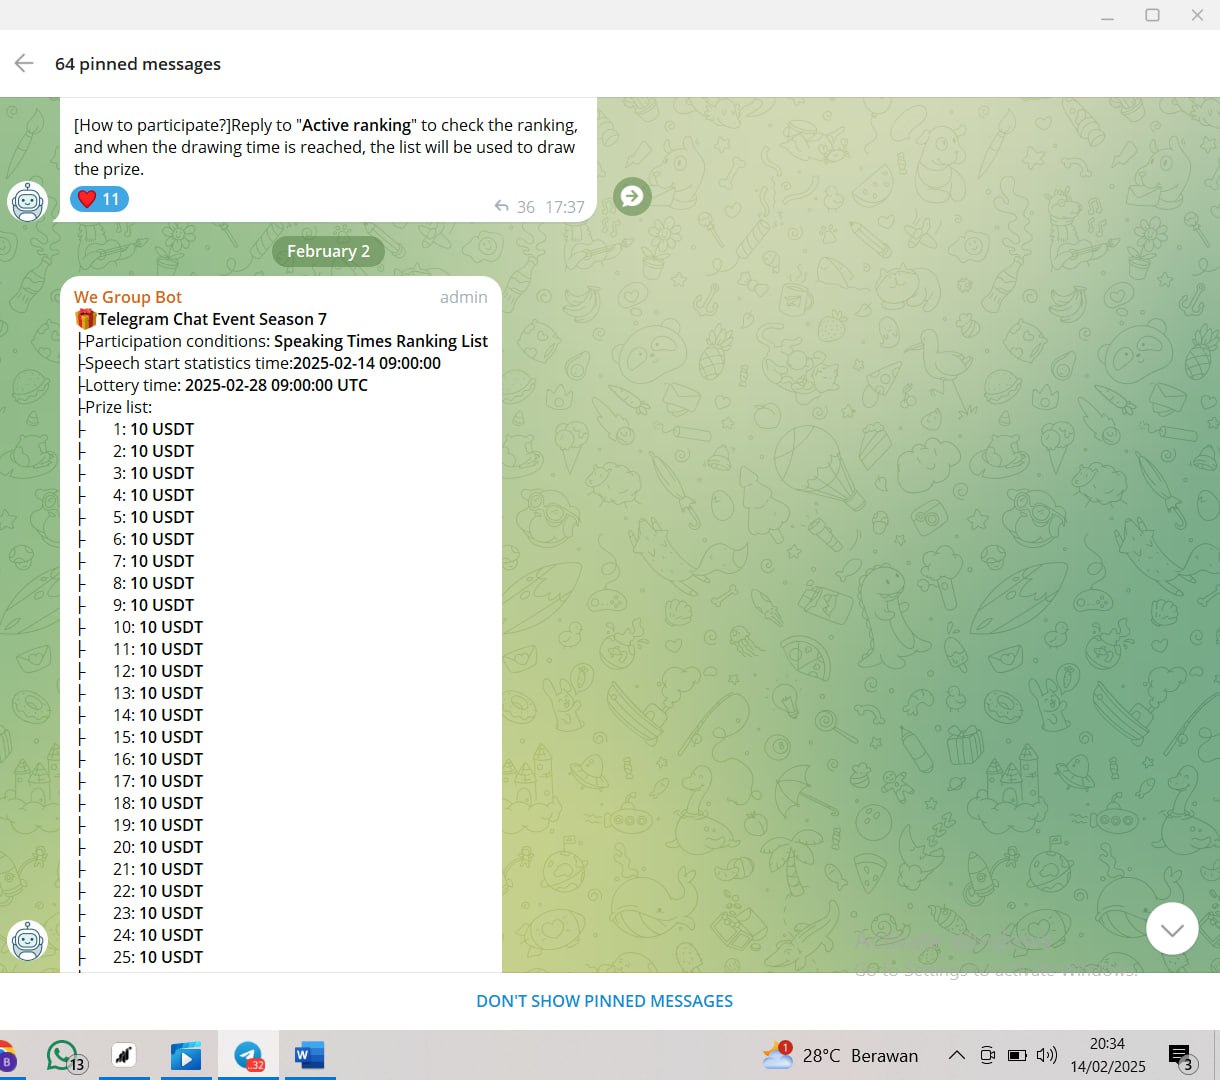 64 pinned messages
[How to participate?]Reply to "Active ranking" to check the ranking,
and when the drawing time is reached, the list will be used to draw
the prize.
11
36 17:37
February 2
We Group Bot admin
🎁Telegram Chat Event Season 7
├Participation conditions: Speaking Times Ranking List
├Speech start statistics time:2025-02-14 09:00:00
├Lottery time: 2025-02-28 09:00:00 UTC
├Prize list:
├ 1: 10 USDT
├ 2: 10 USDT
├ 3: 10 USDT
├ 4: 10 USDT
├ 5: 10 USDT
├ 6: 10 USDT
├ 7: 10 USDT
├ 8: 10 USDT
├ 9: 10 USDT
├ 10: 10 USDT
├ 11: 10 USDT
├ 12: 10 USDT
├ 13: 10 USDT
├ 14: 10 USDT
├ 15: 10 USDT
├ 16: 10 USDT
├ 17: 10 USDT
├ 18: 10 USDT
├ 19: 10 USDT
├ 20: 10 USDT
├ 21: 10 USDT
├ 22: 10 USDT
├ 23: 10 USDT
├ 24: 10 USDT
├ 25: 10 USDT
Go to Settings to activate Windows.
DON'T SHOW PINNED MESSAGES
B
13
..32
W
1
28°C Berawan
20:34
14/02/2025
3